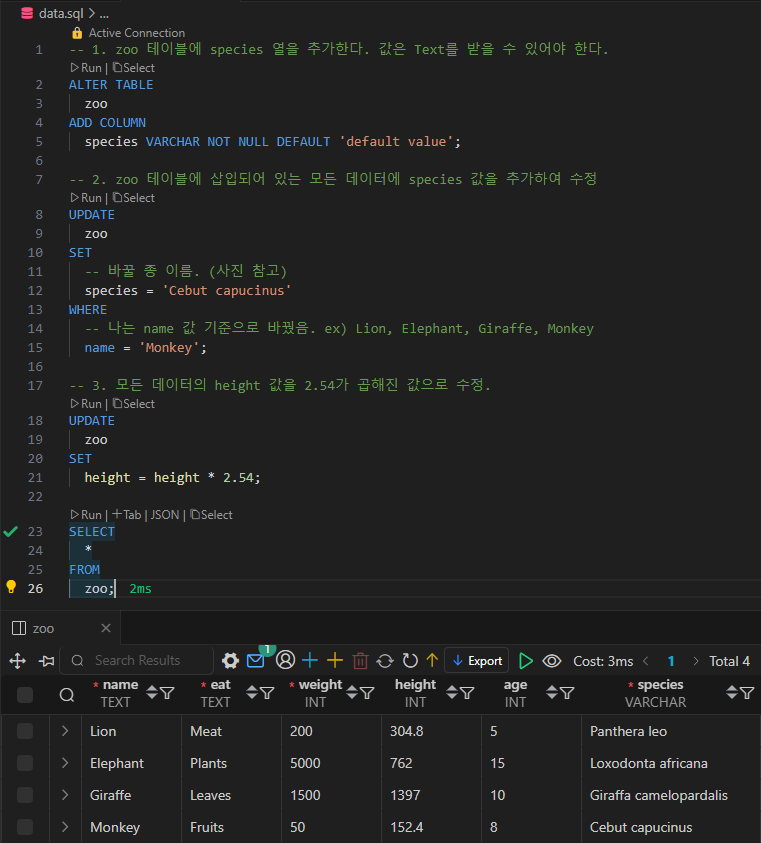 data.sql > ...
Active Connection
1 -- 1. zoo 테이블에 species 열을 추가한다. 값은 Text를 받을 수 있어야 한다.
Run | Select
2 ALTER TABLE
3 zoo
4 ADD COLUMN
5 species VARCHAR NOT NULL DEFAULT 'default value';
6
7 -- 2. zoo 테이블에 삽입되어 있는 모든 데이터에 species 값을 추가하여 수정
Run | Select
8 UPDATE
9 zoo
10 SET
11 -- 바꿀 종 이름. (사진 참고)
12 species = 'Cebut capucinus'
13 WHERE
14 -- 나는 name 값 기준으로 바꿨음. ex) Lion, Elephant, Giraffe, Monkey
15 name = 'Monkey';
16
17 -- 3. 모든 데이터의 height 값을 2.54가 곱해진 값으로 수정.
Run | Select
18 UPDATE
19 zoo
20 SET
21 height = height * 2.54;
22
Run | Tab | JSON | Select
23 SELECT
24 *
25 FROM
26 zoo; 2ms
zoo
Search Results 1 Export Cost: 3ms < 1 > Total 4
* name * eat * weight height age * species
TEXT TEXT INT INT INT VARCHAR
Lion Meat 200 304.8 5 Panthera leo
Elephant Plants 5000 762 15 Loxodonta africana
Giraffe Leaves 1500 1397 10 Giraffa camelopardalis
Monkey Fruits 50 152.4 8 Cebut capucinus